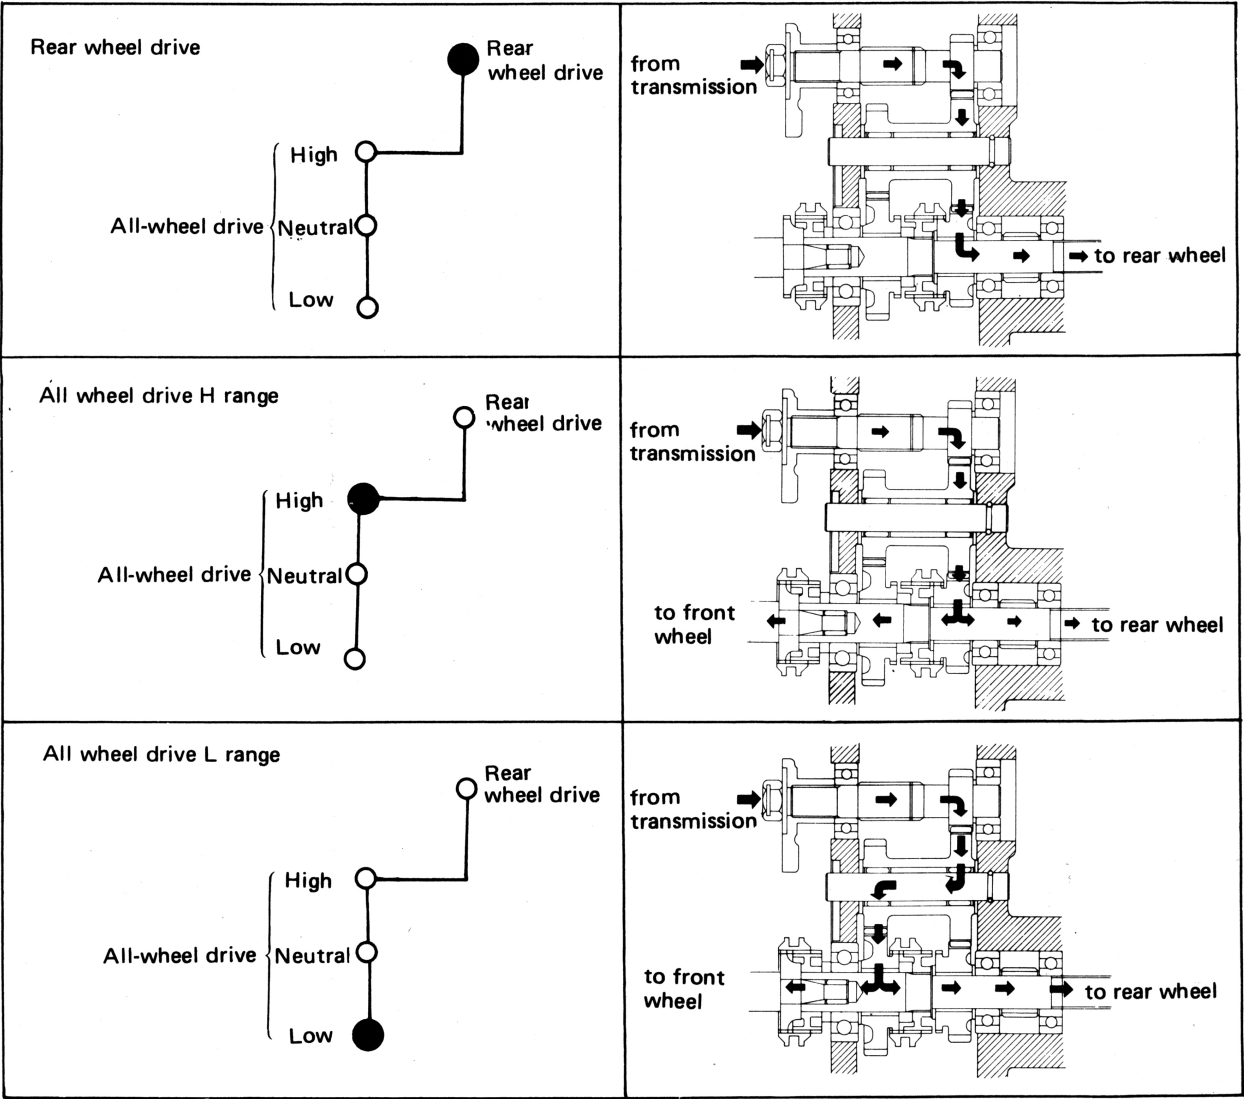 Rear wheel drive
Rear
wheel drive
High
All-wheel drive
Neutral
Low
from
transmission
to rear wheel
All wheel drive H range
Rear
wheel drive
High
All-wheel drive
Neutral
Low
from
transmission
to front
wheel
to rear wheel
All wheel drive L range
Rear
wheel drive
High
All-wheel drive
Neutral
Low
from
transmission
to front
wheel
to rear wheel